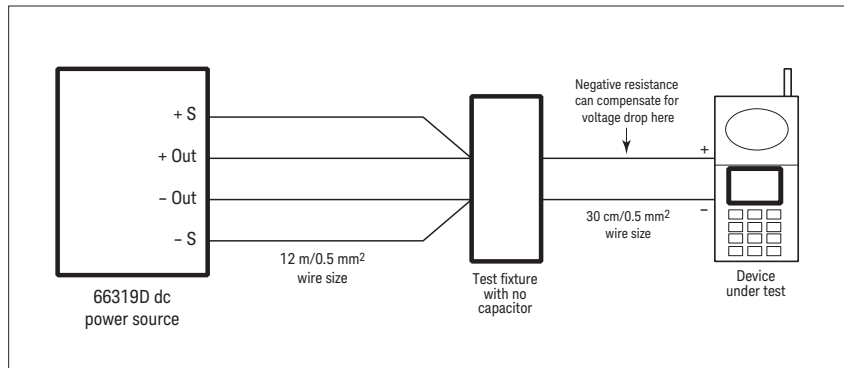 + S
+ Out
– Out
– S
66319D dc
power source
12 m/0.5 mm²
wire size
Test fixture
with no
capacitor
Negative resistance
can compensate for
voltage drop here
30 cm/0.5 mm²
wire size
+
–
Device
under test